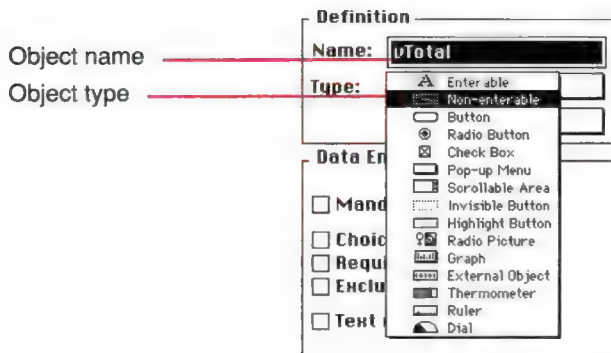 Definition
Object name
Name: vTotal
Object type
Type:
A Enterable
Non-enterable
Button
Radio Button
Check Box
Pop-up Menu
Scrollable Area
Invisible Button
Highlight Button
Radio Picture
Graph
External Object
Thermometer
Ruler
Dial
Data En
Mand
Choic
Requi
Exclu
Text